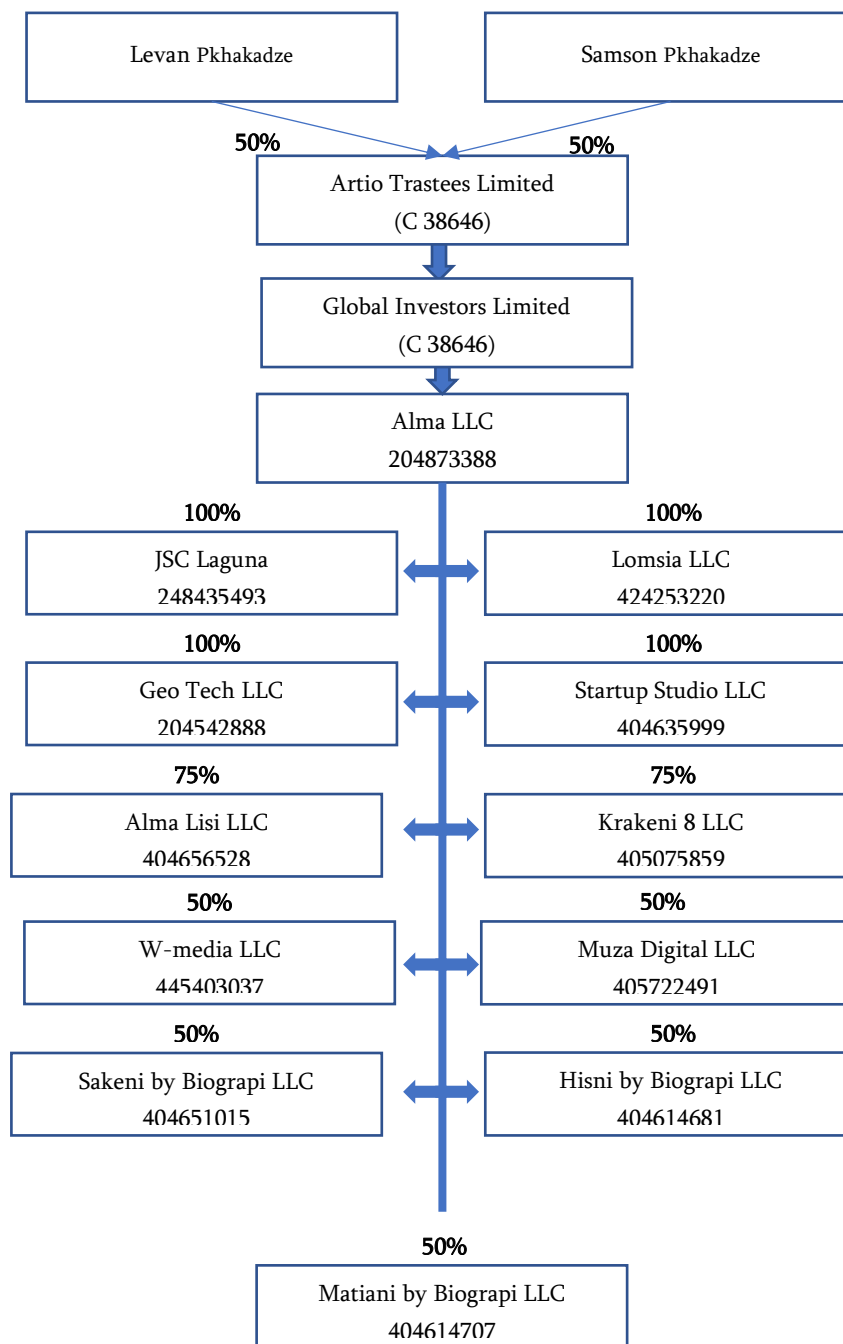 Levan Pkhakadze
Samson Pkhakadze
50%
50%
Artio Trastees Limited
(C 38646)
Global Investors Limited
(C 38646)
Alma LLC
204873388
100%
100%
JSC Laguna
248435493
Lomsia LLC
424253220
100%
100%
Geo Tech LLC
204542888
Startup Studio LLC
404635999
75%
75%
Alma Lisi LLC
404656528
Krakeni 8 LLC
405075859
50%
50%
W-media LLC
445403037
Muza Digital LLC
405722491
50%
50%
Sakeni by Biograpi LLC
404651015
Hisni by Biograpi LLC
404614681
50%
Matiani by Biograpi LLC
404614707